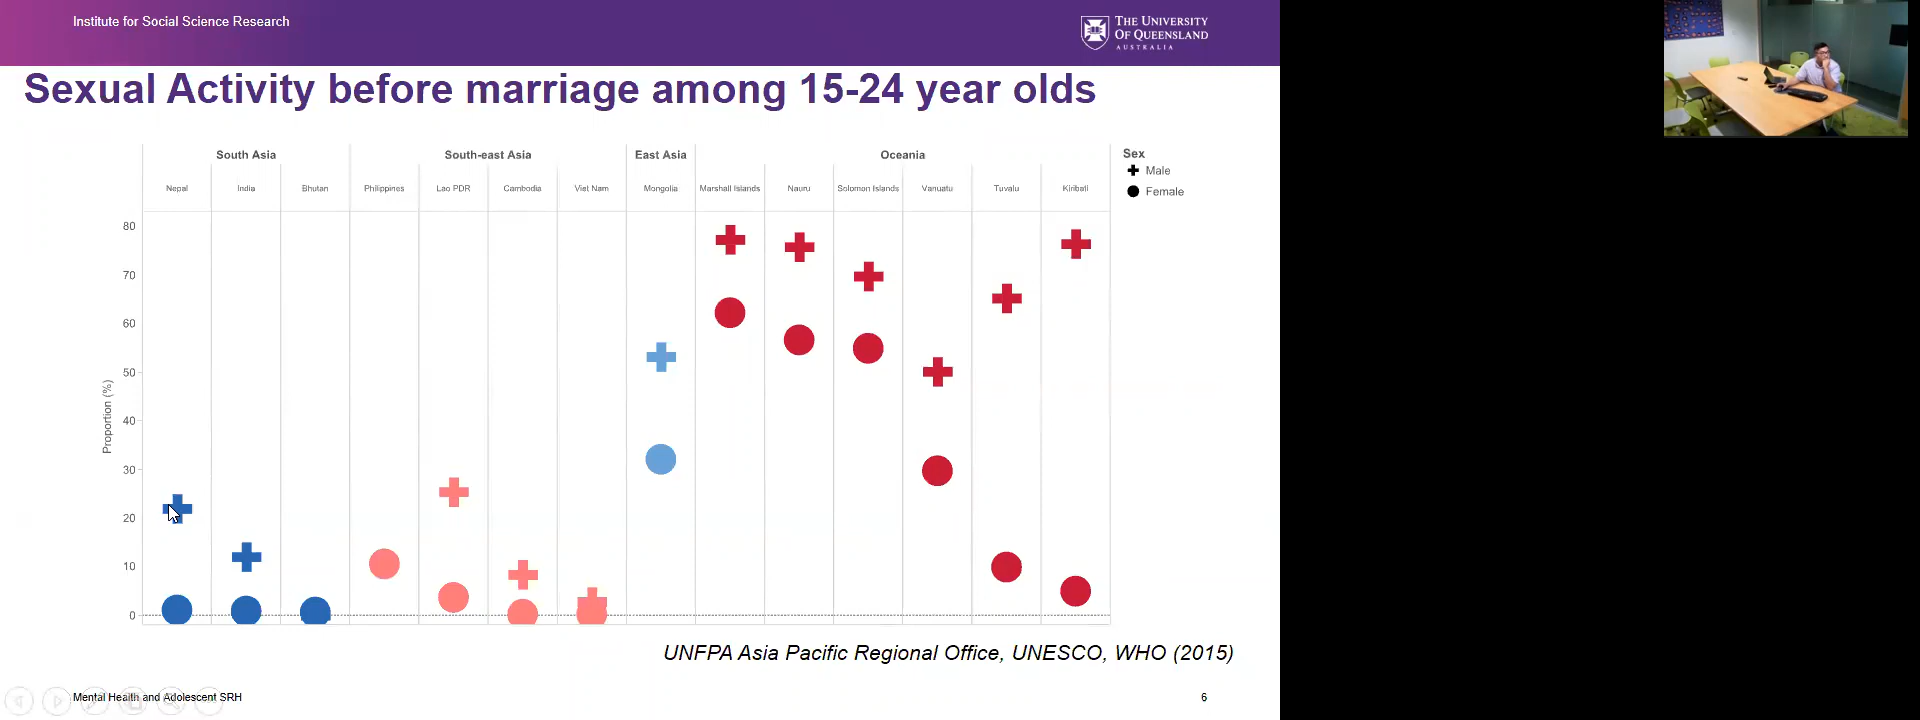 Institute for Social Science Research
THE UNIVERSITY
OF QUEENSLAND
AUSTRALIA
Sexual Activity before marriage among 15-24 year olds
South Asia South-east Asia East Asia Oceania
Nepal India Bhutan Philippines Lao PDR Cambodia Viet Nam Mongolia Marshall Islands Nauru Solomon Islands Vanuatu Tuvalu Kiribati
Sex
Male
Female
Proportion (%)
80
70
60
50
40
30
20
10
0
UNFPA Asia Pacific Regional Office, UNESCO, WHO (2015)
Mental Health and Adolescent SRH
6